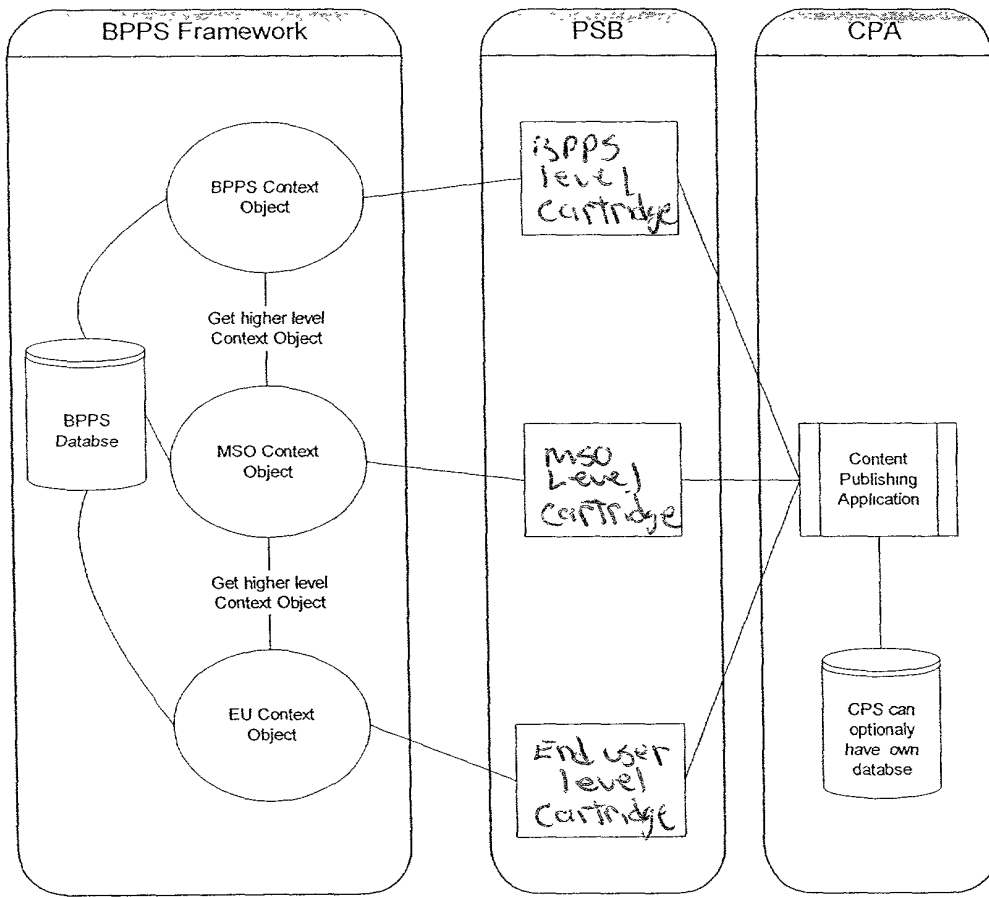 BPPS Framework
PSB
CPA
BPPS Context
Object
BPPS
level
Cartridge
Get higher level
Context Object
BPPS
Databse
MSO Context
Object
MSO
Level
Cartridge
Content
Publishing
Application
Get higher level
Context Object
EU Context
Object
End user
level
Cartridge
CPS can
optionaly
have own
databse